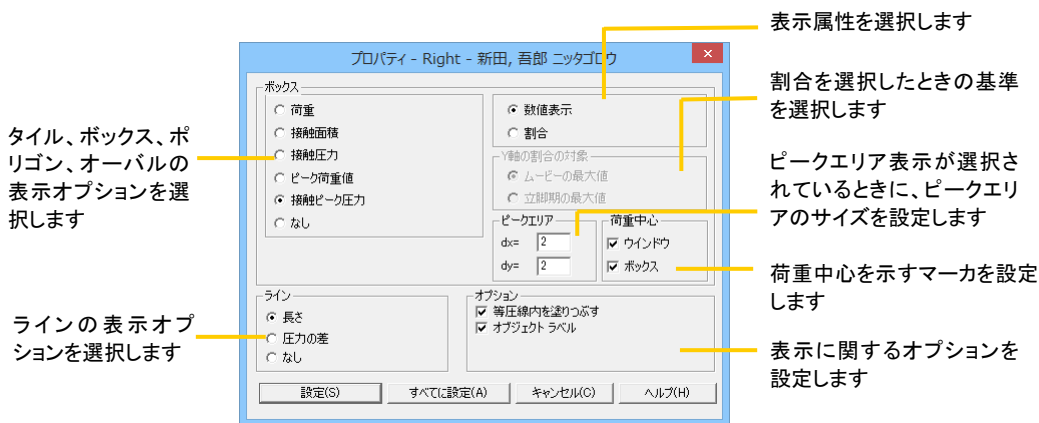 表示属性を選択します
プロパティ - Right - 新田, 吾郎 ニッタゴロウ
ボックス
荷重
接触面積
接触圧力
ピーク荷重値
接触ピーク圧力
なし
数値表示
割合
Y軸の割合の対象
ムービーの最大値
立脚期の最大値
ピークエリア
dx= 2
dy= 2
荷重中心
ウインドウ
ボックス
ライン
長さ
圧力の差
なし
オプション
等圧線内を塗りつぶす
オブジェクト ラベル
設定(S)
すべてに設定(A)
キャンセル(C)
ヘルプ(H)
タイル、ボックス、ポ
リゴン、オーバルの
表示オプションを選
択します
ラインの表示オプ
ションを選択します
割合を選択したときの基準
を選択します
ピークエリア表示が選択さ
れているときに、ピークエリ
アのサイズを設定します
荷重中心を示すマーカを設定
します
表示に関するオプションを
設定します